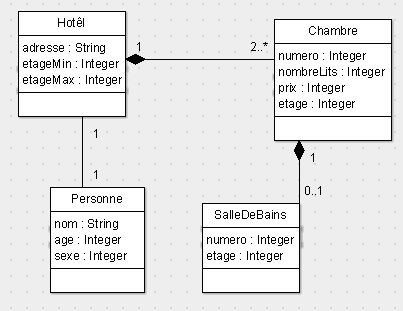 Hotêl
adresse : String
etageMin : Integer
etageMax : Integer
1
2..*
Chambre
numero : Integer
nombreLits : Integer
prix : Integer
etage : Integer
1
1
Personne
nom : String
age : Integer
sexe : Integer
1
0..1
SalleDeBains
numero : Integer
etage : Integer